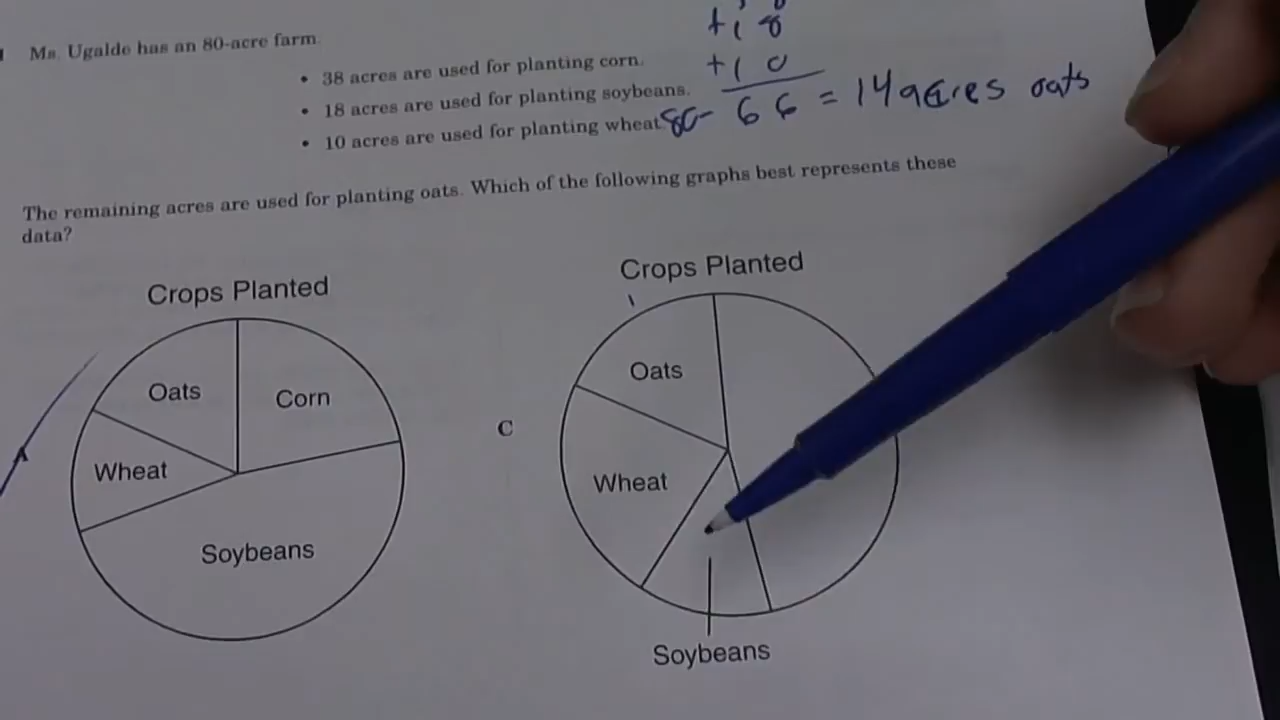 Ms. Ugalde has an 80-acre farm.
+18
• 38 acres are used for planting corn.
+10
• 18 acres are used for planting soybeans.
80- 66 = 14 acres oats
• 10 acres are used for planting wheat
The remaining acres are used for planting oats. Which of the following graphs best represents these
data?
Crops Planted
Oats
Corn
Wheat
Soybeans
C
Crops Planted
Oats
Wheat
Soybeans